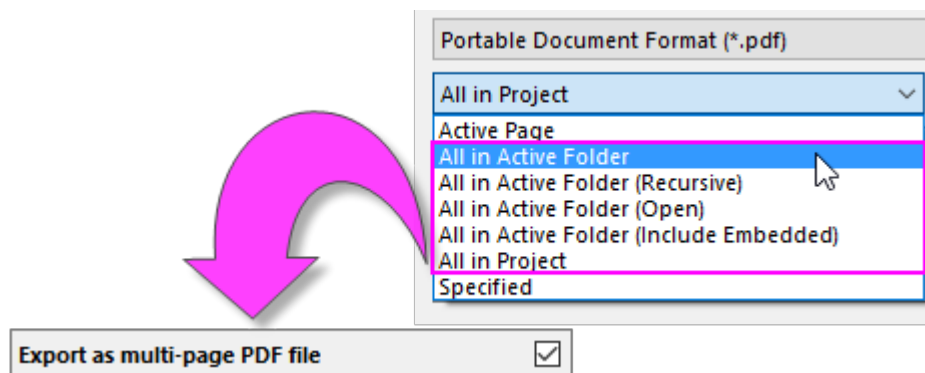 Portable Document Format (*.pdf)
All in Project
Active Page
All in Active Folder
All in Active Folder (Recursive)
All in Active Folder (Open)
All in Active Folder (Include Embedded)
All in Project
Specified
Export as multi-page PDF file